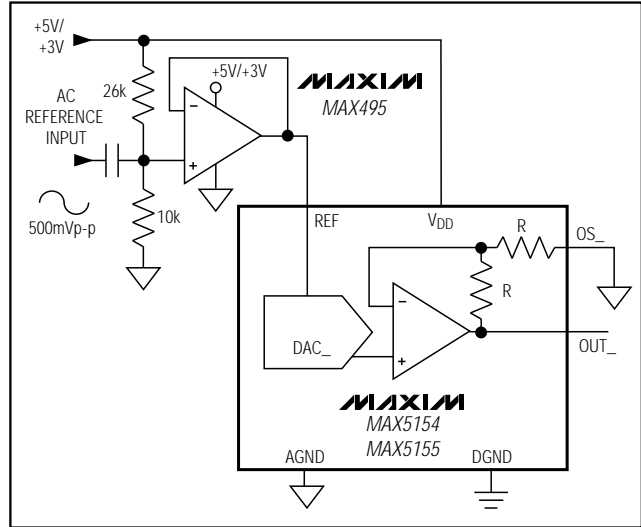 +5V/
+3V
AC
REFERENCE
INPUT
500mVp-p
26k
10k
+5V/+3V
–
+
MAXIM
MAX495
REF
VDD
R
OS_
R
–
+
DAC_
OUT_
MAXIM
MAX5154
MAX5155
AGND
DGND